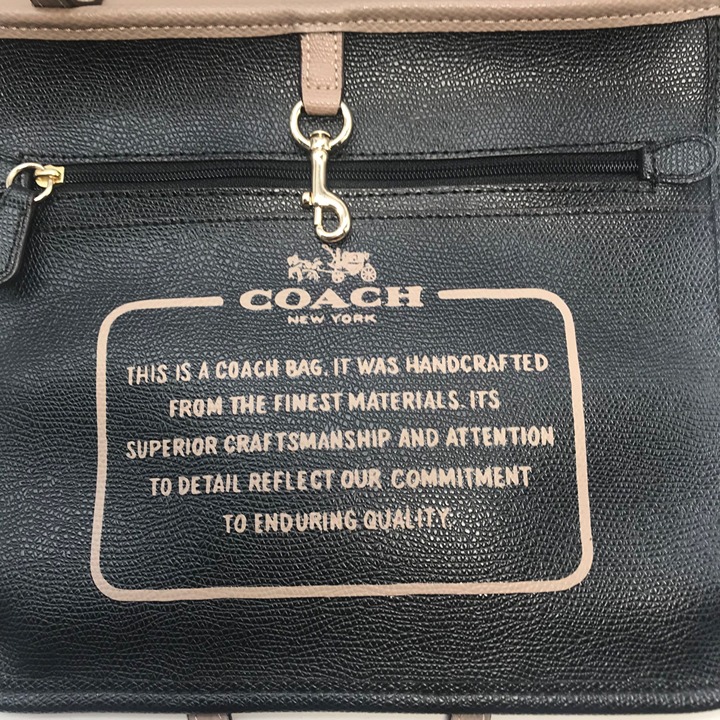 COACH
NEW YORK
THIS IS A COACH BAG. IT WAS HANDCRAFTED
FROM THE FINEST MATERIALS. ITS
SUPERIOR CRAFTSMANSHIP AND ATTENTION
TO DETAIL REFLECT OUR COMMITMENT
TO ENDURING QUALITY.